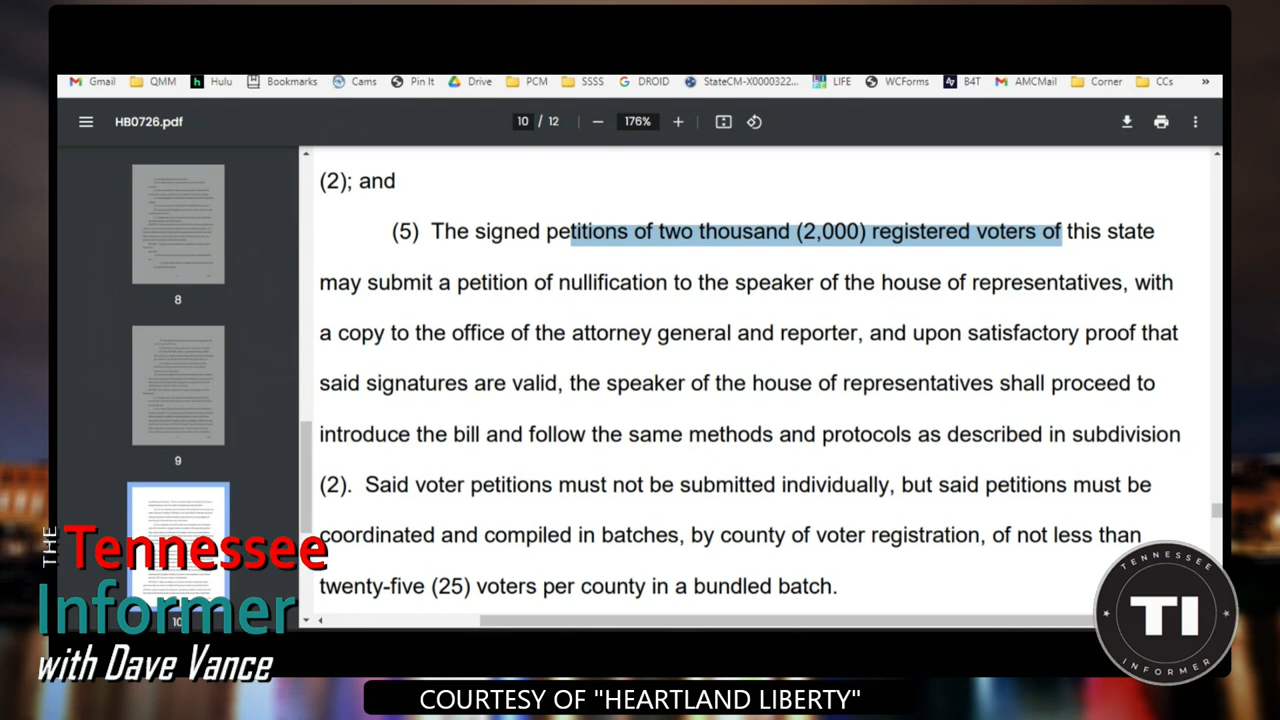 Gmail QMM Hulu Bookmarks Cams Pin It Drive PCM SSSS DROID StateCM-X0000322... LIFE WCForms B4T AMCMail Corner CCs »
HB0726.pdf 10 / 12 − 176% +
(2); and
(5) The signed petitions of two thousand (2,000) registered voters of this state
may submit a petition of nullification to the speaker of the house of representatives, with
a copy to the office of the attorney general and reporter, and upon satisfactory proof that
said signatures are valid, the speaker of the house of representatives shall proceed to
introduce the bill and follow the same methods and protocols as described in subdivision
(2). Said voter petitions must not be submitted individually, but said petitions must be
coordinated and compiled in batches, by county of voter registration, of not less than
twenty-five (25) voters per county in a bundled batch.
8
9
10
THE Tennessee
Informer
with Dave Vance
TENNESSEE
TI
INFORMER
COURTESY OF "HEARTLAND LIBERTY"